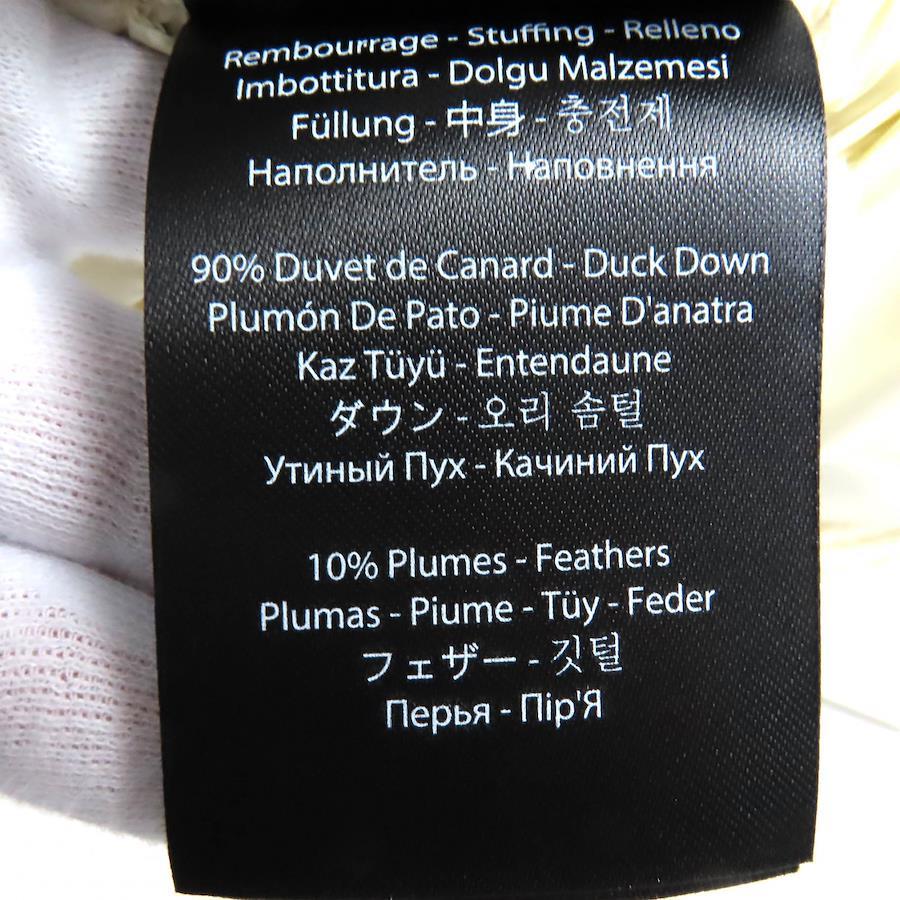 Rembourrage - Stuffing - Relleno
Imbottitura - Dolgu Malzemesi
Füllung - 中身 - 충전제
Наполнитель - Наповнення
90% Duvet de Canard - Duck Down
Plumón De Pato - Piume D'anatra
Kaz Tüyü - Entendaune
ダウン - 오리 솜털
Утиный Пух - Качиний Пух
10% Plumes - Feathers
Plumas - Piume - Tüy - Feder
フェザー - 깃털
Перья - Пір'Я